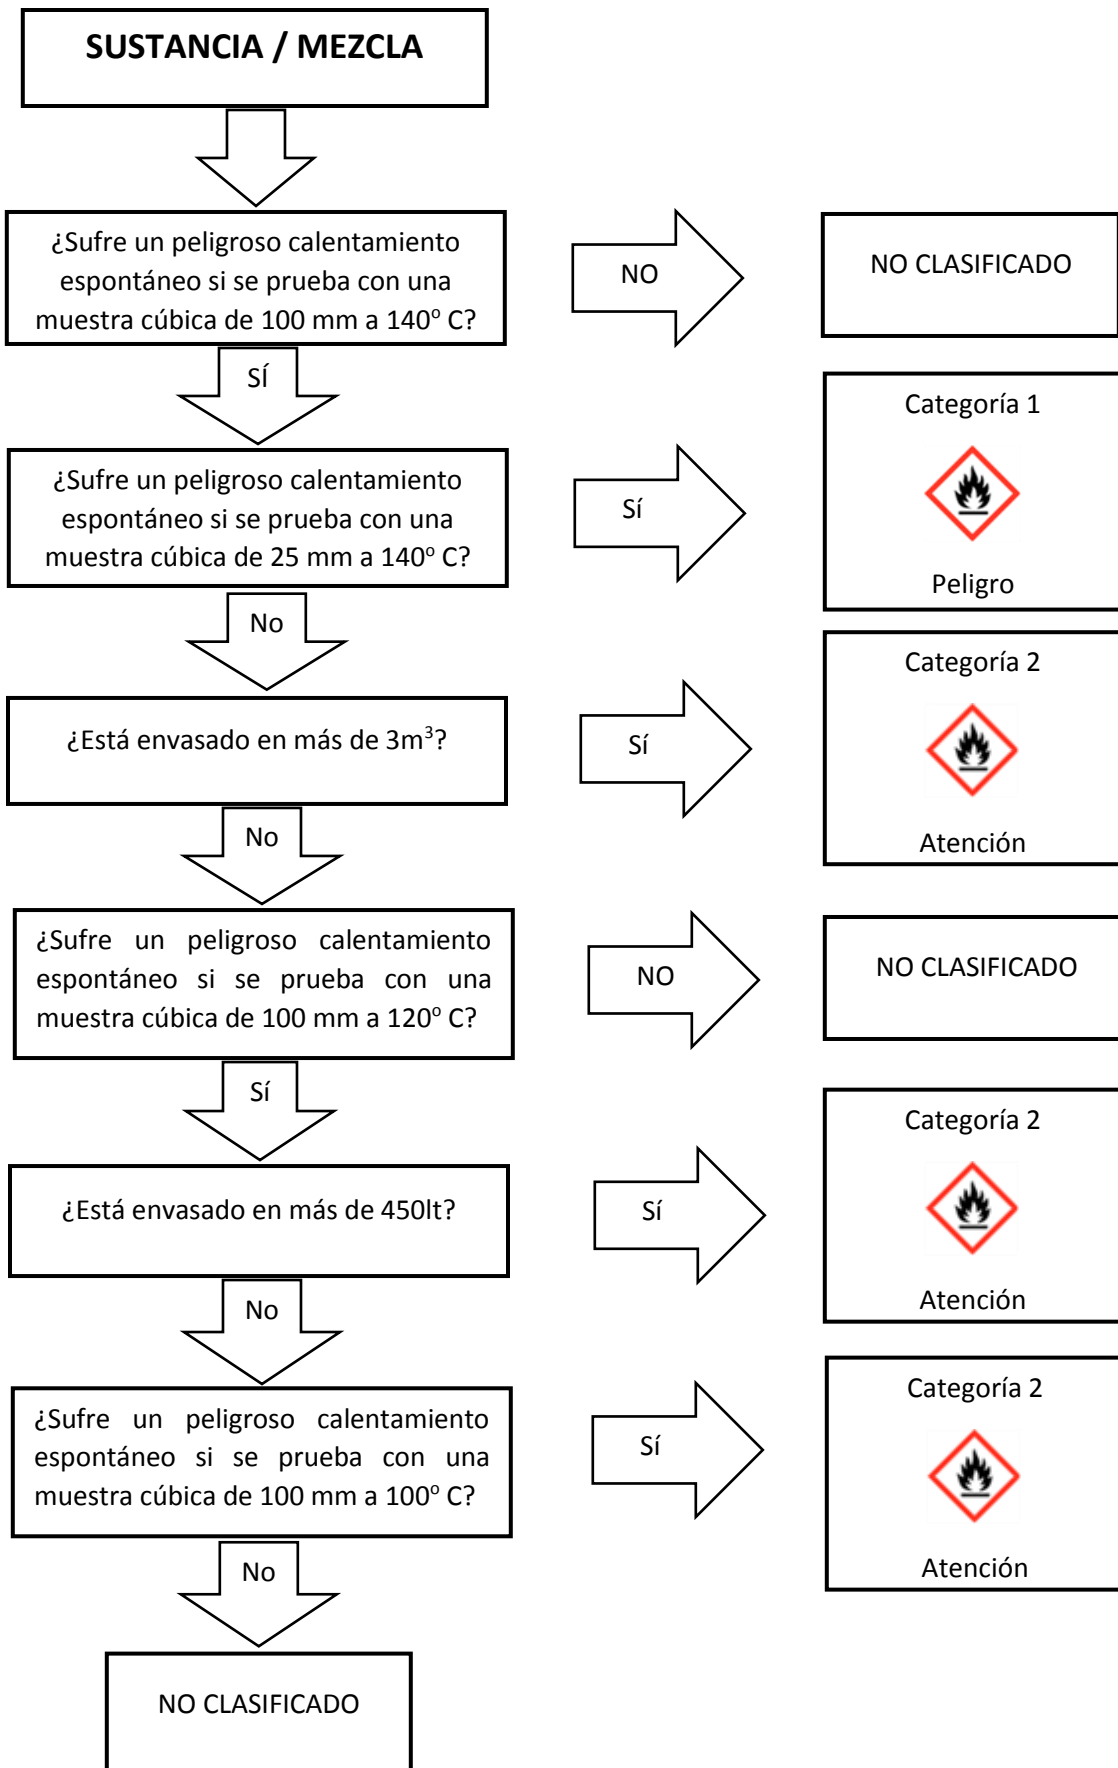 SUSTANCIA / MEZCLA
¿Sufre un peligroso calentamiento
espontáneo si se prueba con una
muestra cúbica de 100 mm a 140° C?
NO
NO CLASIFICADO
SÍ
Categoría 1
¿Sufre un peligroso calentamiento
espontáneo si se prueba con una
muestra cúbica de 25 mm a 140° C?
Sí
Peligro
No
Categoría 2
¿Está envasado en más de 3m³?
Sí
Atención
No
¿Sufre un peligroso calentamiento
espontáneo si se prueba con una
muestra cúbica de 100 mm a 120° C?
NO
NO CLASIFICADO
Sí
Categoría 2
¿Está envasado en más de 450lt?
Sí
Atención
No
Categoría 2
¿Sufre un peligroso calentamiento
espontáneo si se prueba con una
muestra cúbica de 100 mm a 100° C?
Sí
Atención
No
NO CLASIFICADO